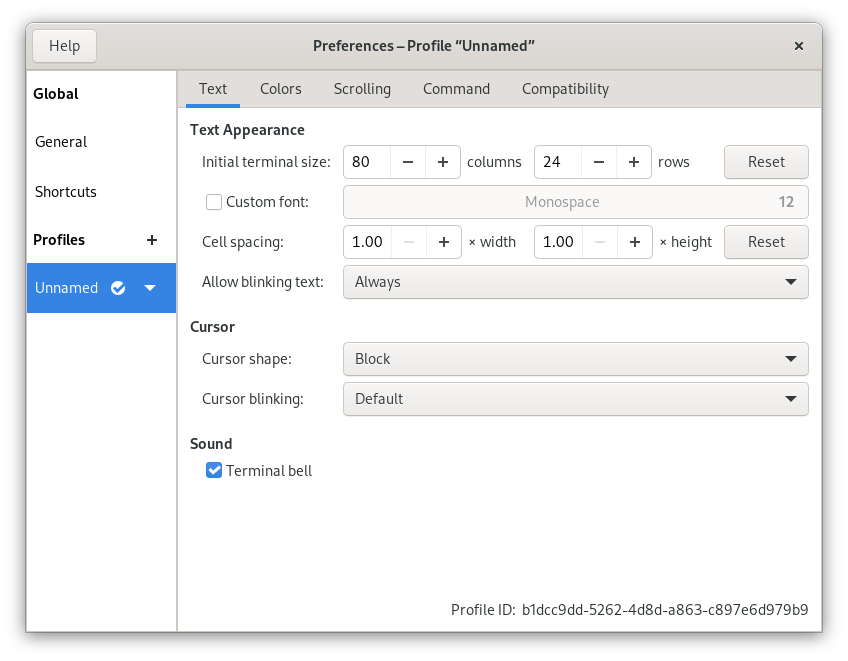 Help
Preferences – Profile “Unnamed”
Global
General
Shortcuts
Profiles
Unnamed
Text Colors Scrolling Command Compatibility
Text Appearance
Initial terminal size: 80 columns 24 rows Reset
Custom font: Monospace 12
Cell spacing: 1.00 × width 1.00 × height Reset
Allow blinking text: Always
Cursor
Cursor shape: Block
Cursor blinking: Default
Sound
Terminal bell
Profile ID: b1dcc9dd-5262-4d8d-a863-c897e6d979b9